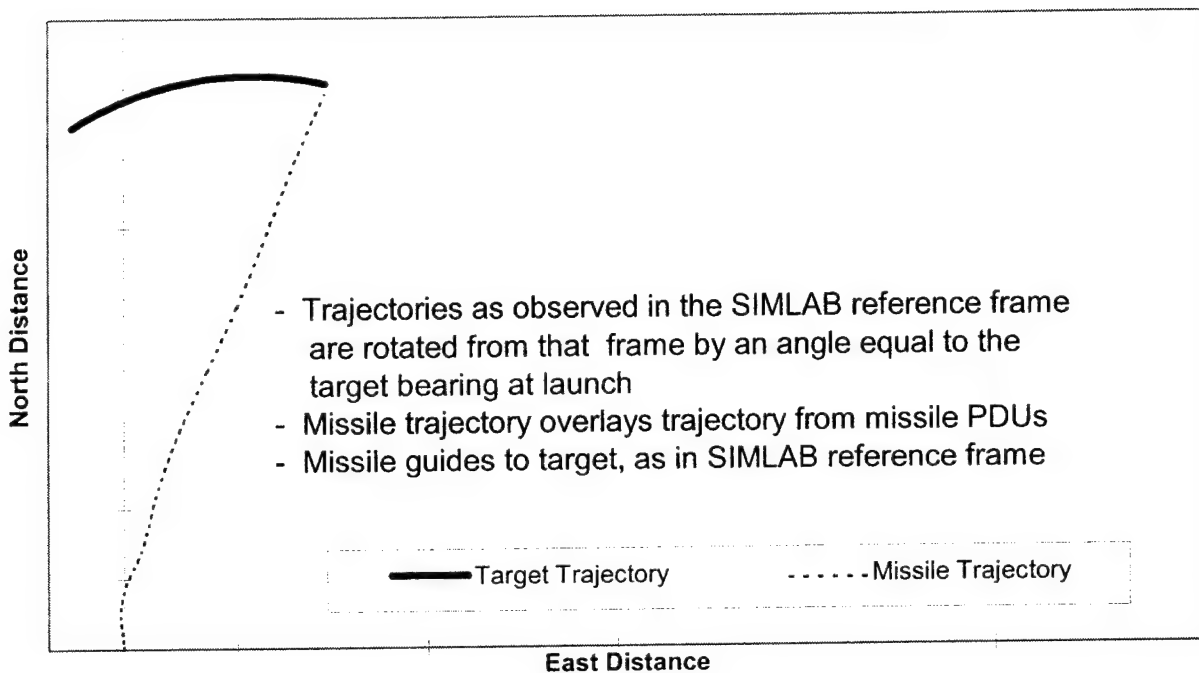 North Distance
- Trajectories as observed in the SIMLAB reference frame
are rotated from that frame by an angle equal to the
target bearing at launch
- Missile trajectory overlays trajectory from missile PDUs
- Missile guides to target, as in SIMLAB reference frame
Target Trajectory
Missile Trajectory
East Distance